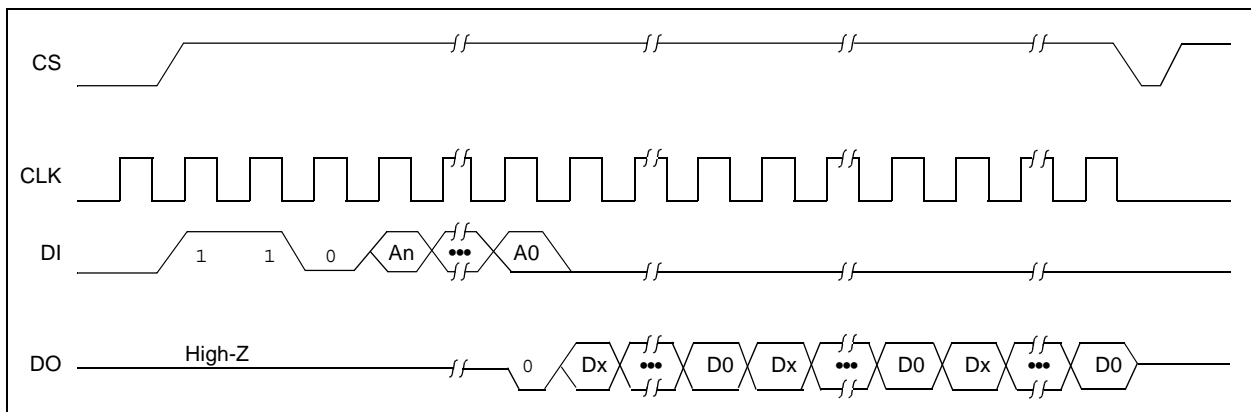 CS
CLK
DI 1 1 0 An ••• A0
High-Z
DO 0 Dx ••• D0 Dx ••• D0 Dx ••• D0